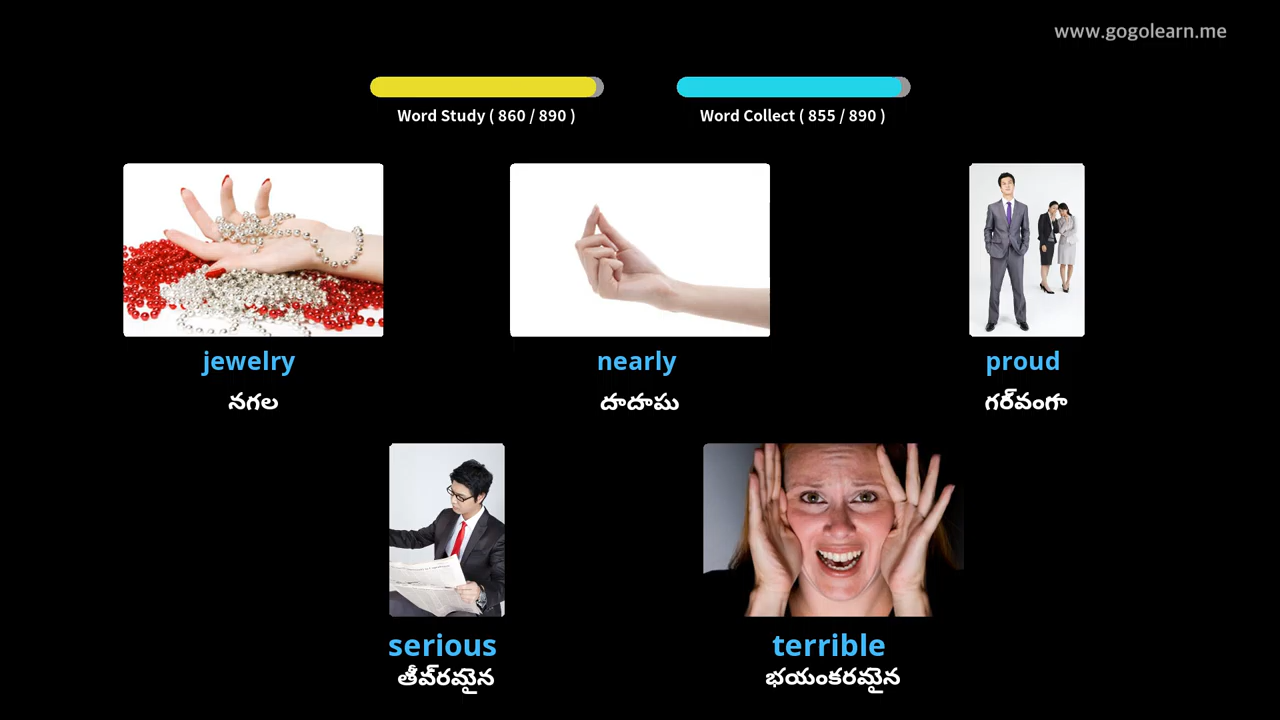 www.gogolearn.me
Word Study ( 860 / 890 )
Word Collect ( 855 / 890 )
jewelry
nearly
proud
నగల
దాదాపు
గర్‌వంగా
serious
terrible
తీవ్‌రమైన
భయంకరమైన